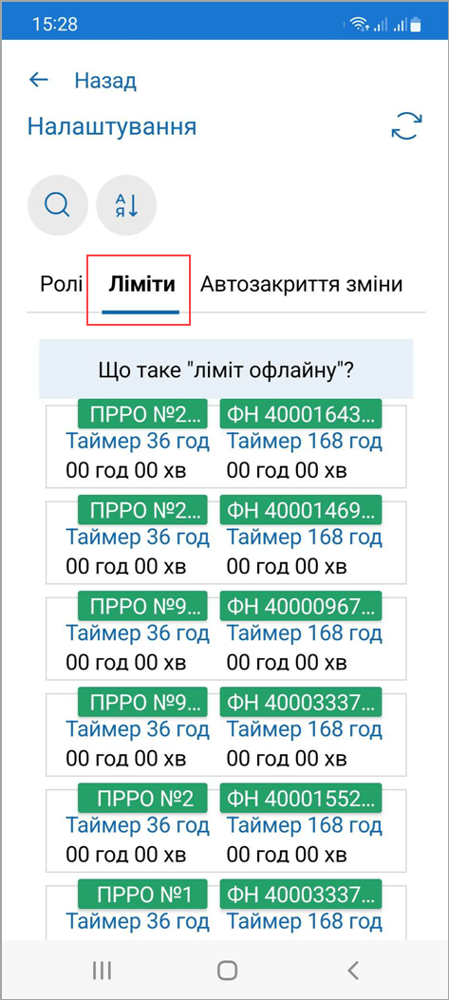 15:28
Назад
Налаштування
А
Я
Ролі Ліміти Автозакриття зміни
Що таке "ліміт офлайну"?
ПРРО №2... ФН 40001643...
Таймер 36 год Таймер 168 год
00 год 00 хв 00 год 00 хв
ПРРО №2... ФН 40001469...
Таймер 36 год Таймер 168 год
00 год 00 хв 00 год 00 хв
ПРРО №9... ФН 40000967...
Таймер 36 год Таймер 168 год
00 год 00 хв 00 год 00 хв
ПРРО №9... ФН 40003337...
Таймер 36 год Таймер 168 год
00 год 00 хв 00 год 00 хв
ПРРО №2 ФН 40001552...
Таймер 36 год Таймер 168 год
00 год 00 хв 00 год 00 хв
ПРРО №1 ФН 40003337...
Таймер 36 год Таймер 168 год